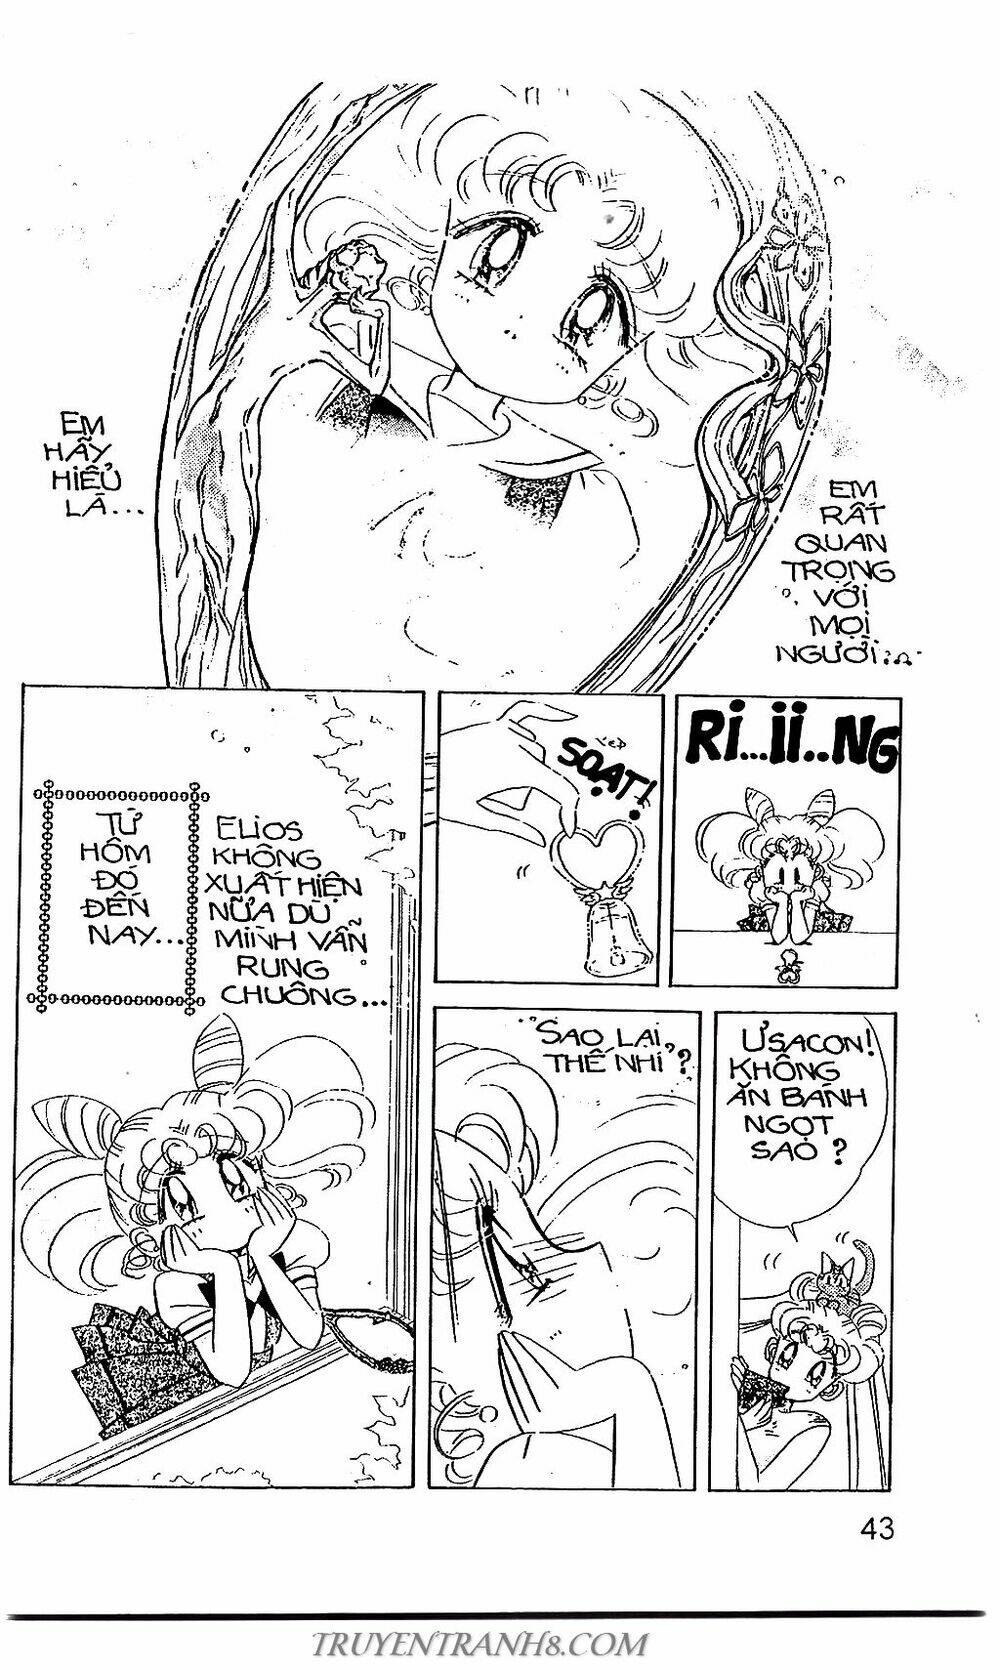 EM
HÃY
HIỂU
LÀ...
EM
RẤT
QUAN
TRỌNG
VỚI
MỌI
NGƯỜI...
TỪ
HÔM
ĐÓ
ĐẾN
NAY...
ELIOS
KHÔNG
XUẤT HIỆN
NỮA DÙ
MÌNH VẪN
RUNG
CHUÔNG...
SOẠT!
RI...II..NG
"SAO LẠI
THẾ NHỈ"?
ƯSACON!
KHÔNG
ĂN BÁNH
NGỌT
SAO?
43
TRUYENTRANH8.COM